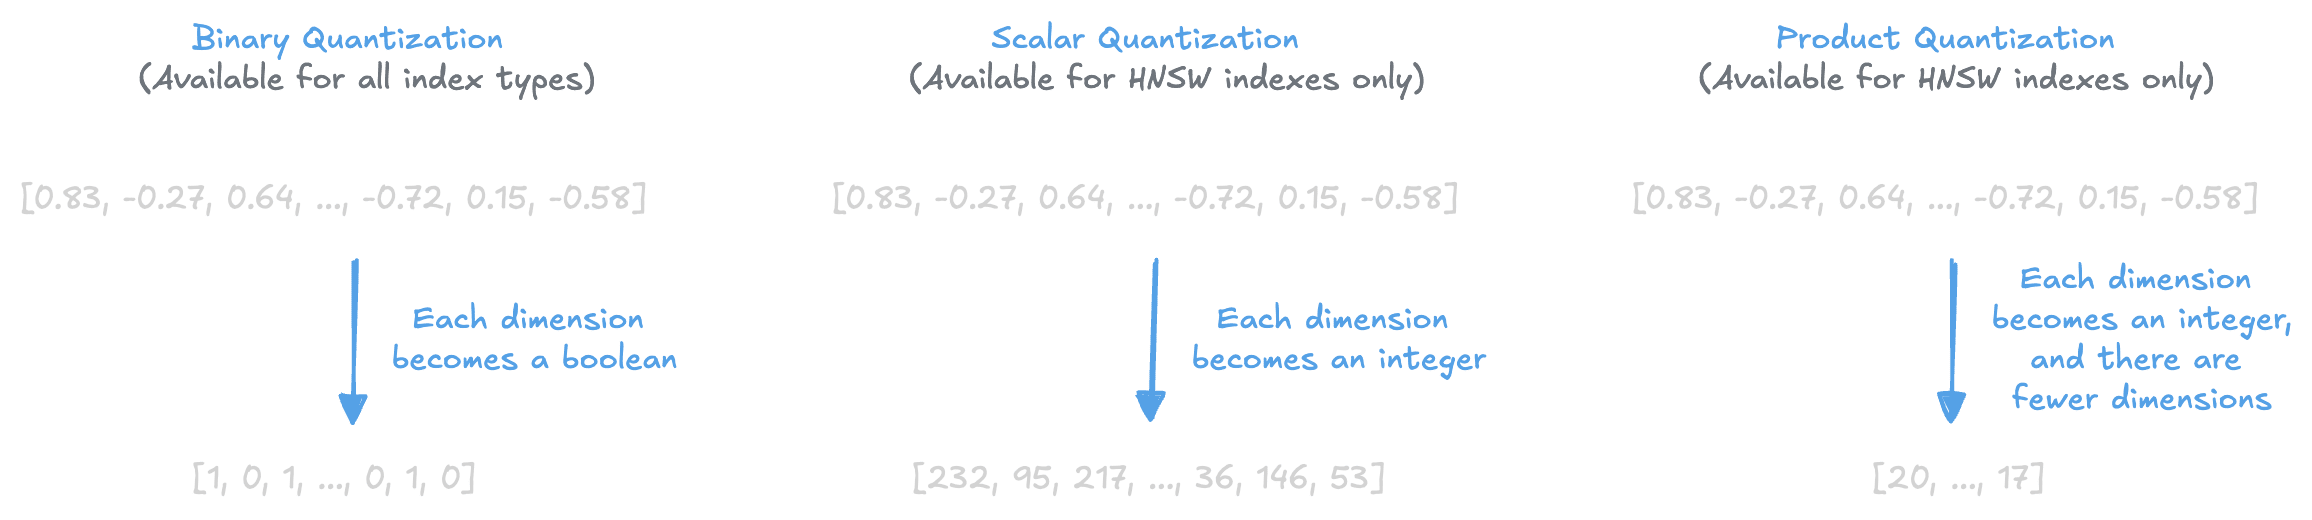 Binary Quantization
(Available for all index types)
[0.83, -0.27, 0.64, ..., -0.72, 0.15, -0.58]
Each dimension
becomes a boolean
[1, 0, 1, ..., 0, 1, 0]
Scalar Quantization
(Available for HNSW indexes only)
[0.83, -0.27, 0.64, ..., -0.72, 0.15, -0.58]
Each dimension
becomes an integer
[232, 95, 217, ..., 36, 146, 53]
Product Quantization
(Available for HNSW indexes only)
[0.83, -0.27, 0.64, ..., -0.72, 0.15, -0.58]
Each dimension
becomes an integer,
and there are
fewer dimensions
[20, ..., 17]